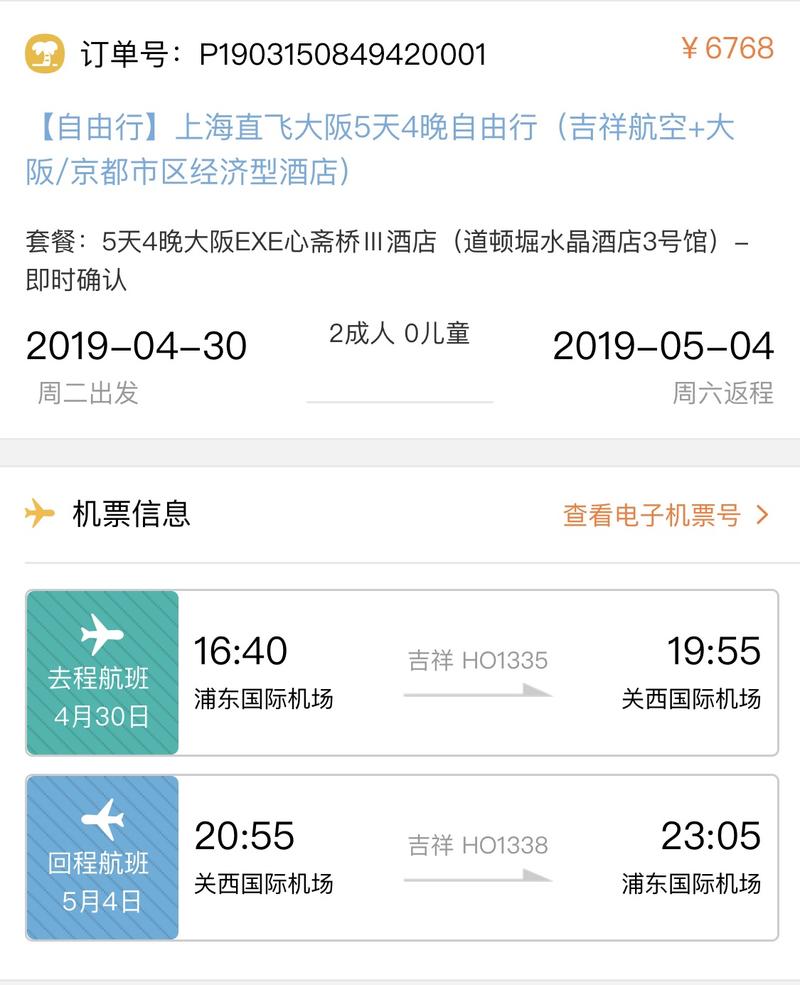 订单号：P1903150849420001
￥6768
【自由行】上海直飞大阪5天4晚自由行（吉祥航空+大
阪/京都市区经济型酒店）
套餐：5天4晚大阪EXE心斋桥Ⅲ酒店（道顿堀水晶酒店3号馆）–
即时确认
2019–04–30
2成人 0儿童
2019–05–04
周二出发
周六返程
机票信息
查看电子机票号 >
去程航班
4月30日
16:40
浦东国际机场
吉祥 HO1335
19:55
关西国际机场
回程航班
5月4日
20:55
关西国际机场
吉祥 HO1338
23:05
浦东国际机场